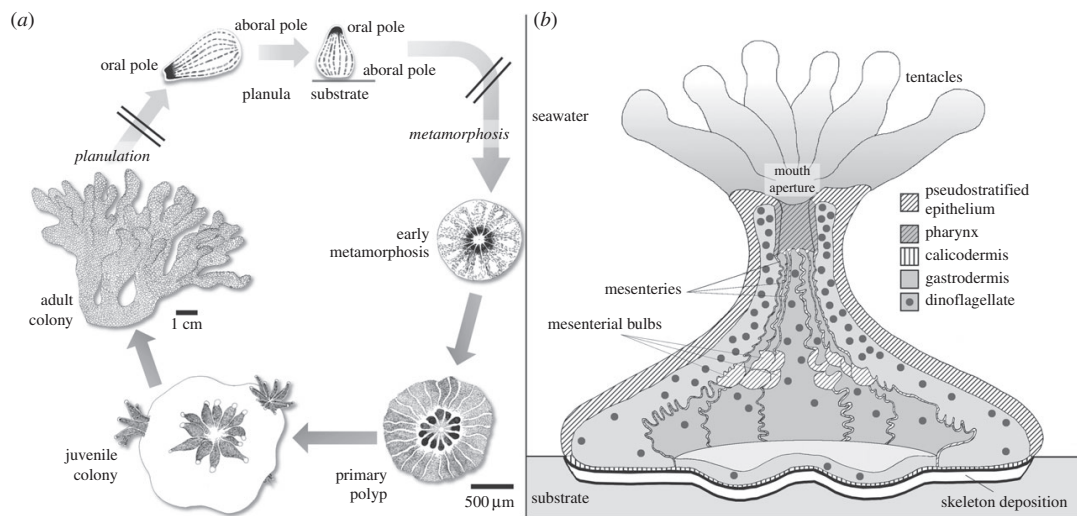 (a)
aboral pole
oral pole
oral pole
aboral pole
planula
substrate
metamorphosis
planulation
early
metamorphosis
adult
colony
1 cm
juvenile
colony
primary
polyp
500 μm
(b)
tentacles
seawater
mouth
aperture
pseudostratified
epithelium
pharynx
calicodermis
gastrodermis
dinoflagellate
mesenteries
mesenterial bulbs
substrate
skeleton deposition